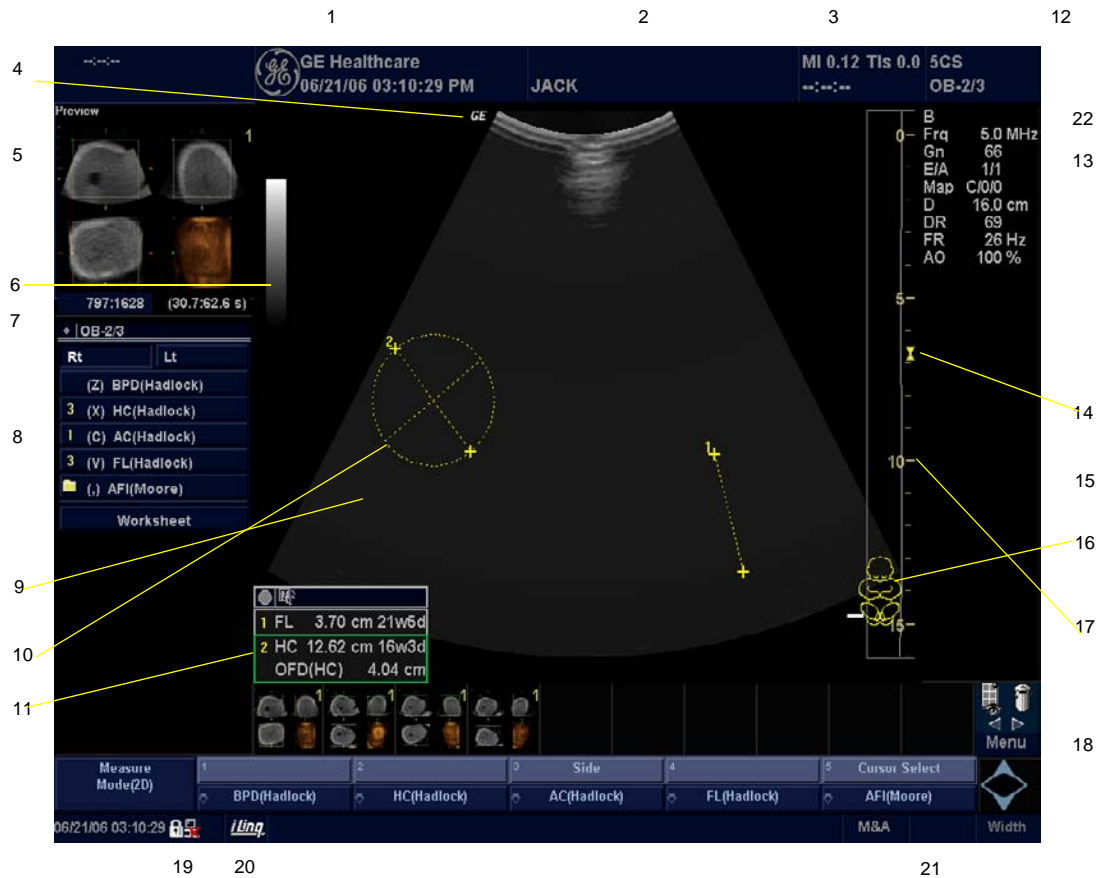 1 2 3 12
4
--:--:--
GE Healthcare
06/21/06 03:10:29 PM
JACK
MI 0.12 TIs 0.0
--:--:--
5CS
OB-2/3
Preview
1
5
797:1628 (30.7:62.6 s)
6
7
OB-2/3
Rt Lt
(Z) BPD(Hadlock)
3 (X) HC(Hadlock)
8
1 (C) AC(Hadlock)
3 (V) FL(Hadlock)
(,) AFI(Moore)
Worksheet
9
10
11
GE
2
1
1 FL 3.70 cm 21w6d
2 HC 12.62 cm 16w3d
OFD(HC) 4.04 cm
0
5
10
15
B
Frq 5.0 MHz
Gn 66
E/A 1/1
Map C/0/0
D 16.0 cm
DR 69
FR 26 Hz
AO 100 %
22
13
14
15
16
17
18
1 1 1 1
Menu
Measure
Mode(2D)
1 2 3 Side 4 5 Cursor Select
BPD(Hadlock) HC(Hadlock) AC(Hadlock) FL(Hadlock) AFI(Moore)
06/21/06 03:10:29 iLinq M&A Width
19 20 21